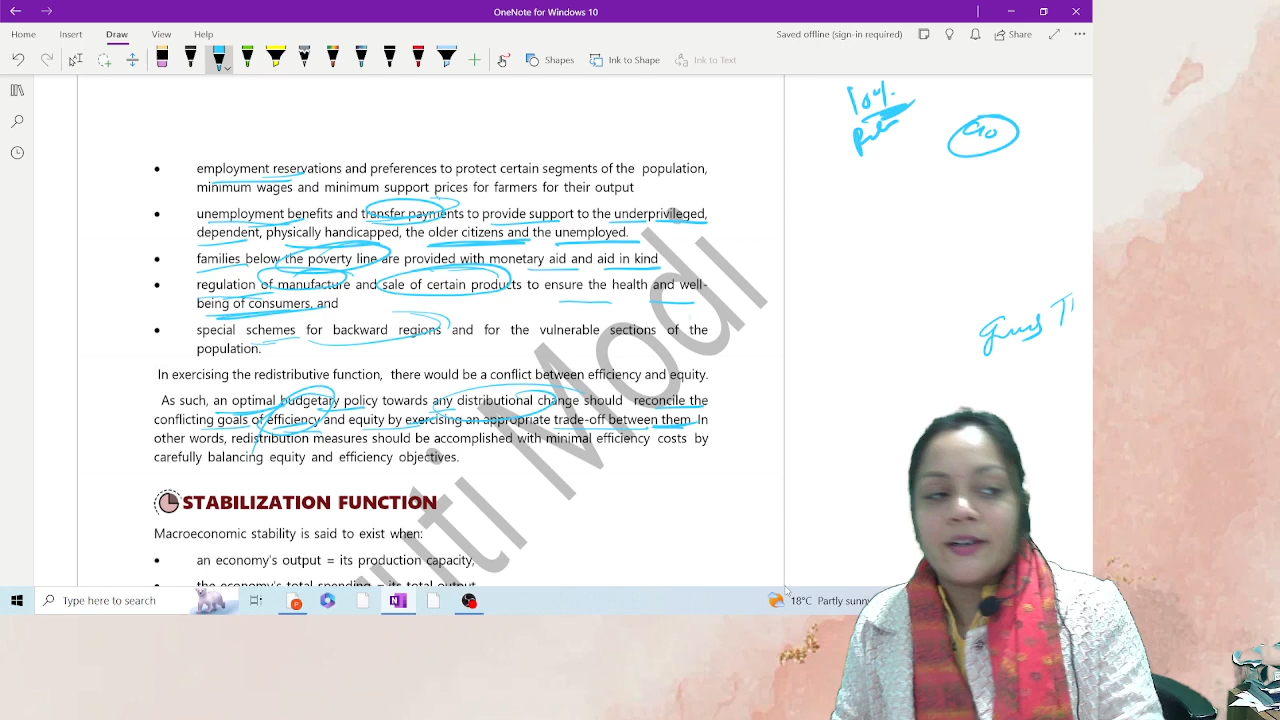 OneNote for Windows 10
Home Insert Draw View Help
Saved offline (sign-in required) Share
Shapes Ink to Shape Ink to Text
10%
90
employment reservations and preferences to protect certain segments of the population,
minimum wages and minimum support prices for farmers for their output
unemployment benefits and transfer payments to provide support to the underprivileged,
dependent, physically handicapped, the older citizens and the unemployed.
families below the poverty line are provided with monetary aid and aid in kind
regulation of manufacture and sale of certain products to ensure the health and well-
being of consumers, and
special schemes for backward regions and for the vulnerable sections of the
population.
In exercising the redistributive function, there would be a conflict between efficiency and equity.
As such, an optimal budgetary policy towards any distributional change should reconcile the
conflicting goals of efficiency and equity by exercising an appropriate trade-off between them. In
other words, redistribution measures should be accomplished with minimal efficiency costs by
carefully balancing equity and efficiency objectives.
STABILIZATION FUNCTION
Macroeconomic stability is said to exist when:
an economy's output = its production capacity,
the economy's total spending = its total output
Modi
Type here to search
18°C Partly sunny